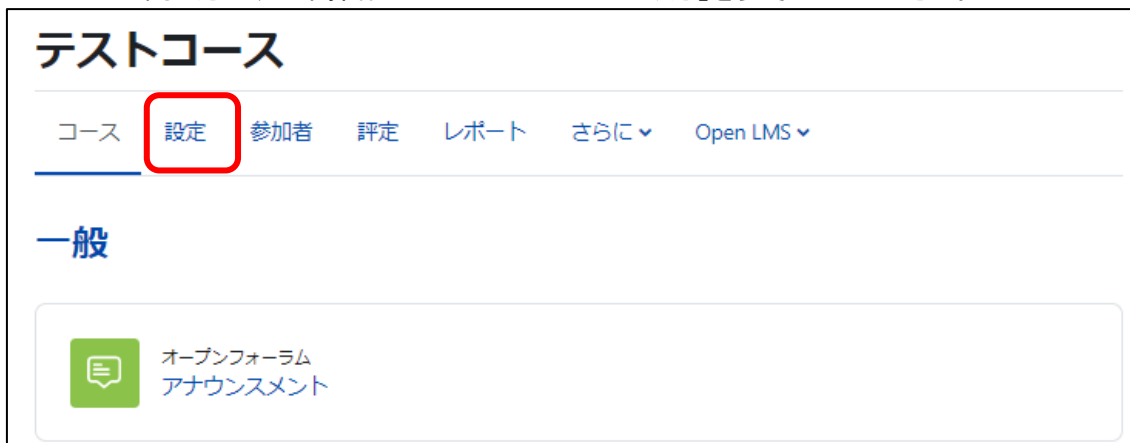 テストコース
コース 設定 参加者 評定 レポート さらに Open LMS
一般
オープンフォーラム
アナウンスメント